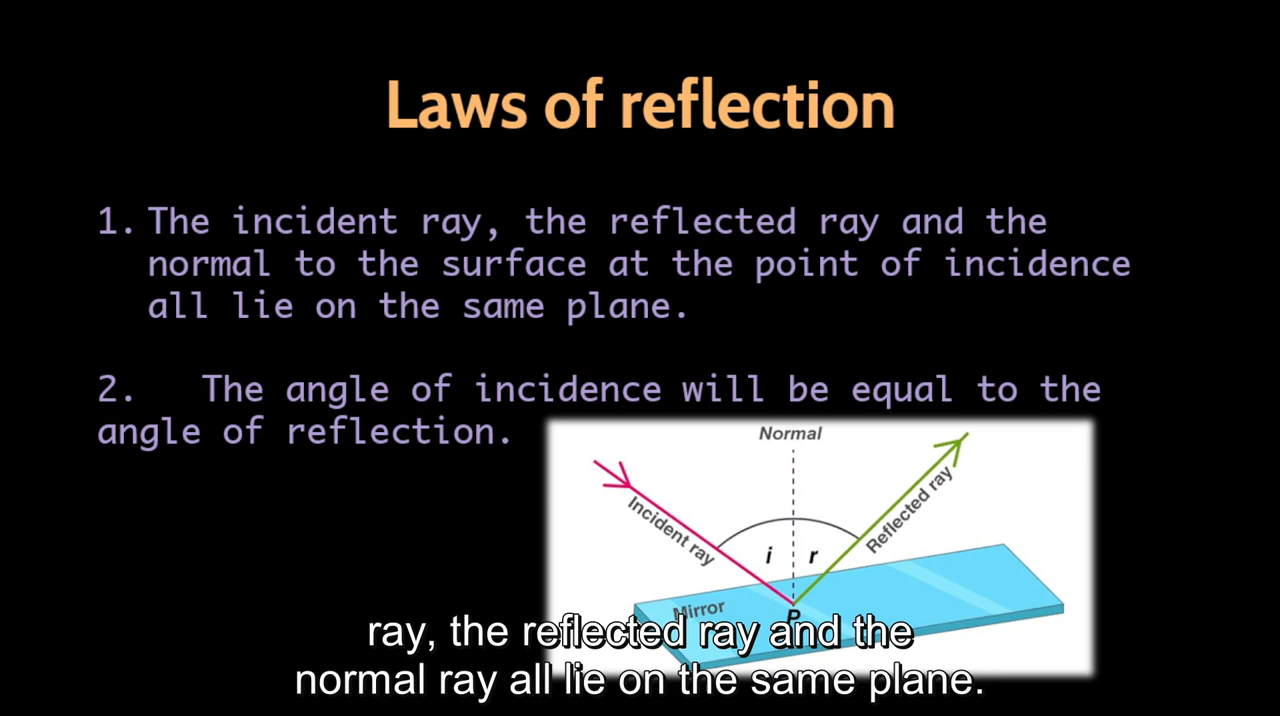 Laws of reflection
1. The incident ray, the reflected ray and the
normal to the surface at the point of incidence
all lie on the same plane.
2. The angle of incidence will be equal to the
angle of reflection.
Normal
Incident ray
Reflected ray
i r
Mirror
P
ray, the reflected ray and the
normal ray all lie on the same plane.